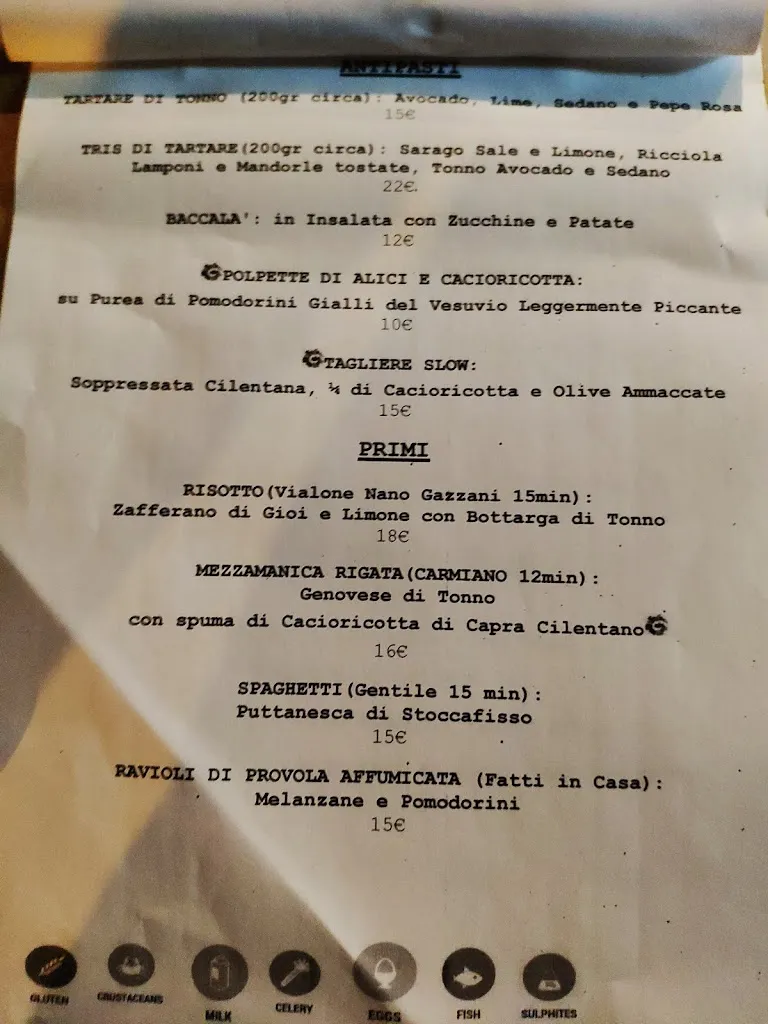 ANTIPASTI
TARTARE DI TONNO (200gr circa): Avocado, Lime, Sedano e Pepe Rosa
15€
TRIS DI TARTARE(200gr circa): Sarago Sale e Limone, Ricciola
Lamponi e Mandorle tostate, Tonno Avocado e Sedano
22€.
BACCALA': in Insalata con Zucchine e Patate
12€
POLPETTE DI ALICI E CACIORICOTTA:
su Purea di Pomodorini Gialli del Vesuvio Leggermente Piccante
10€
TAGLIERE SLOW:
Soppressata Cilentana, ¼ di Cacioricotta e Olive Ammaccate
15€
PRIMI
RISOTTO(Vialone Nano Gazzani 15min):
Zafferano di Gioi e Limone con Bottarga di Tonno
18€
MEZZAMANICA RIGATA(CARMIANO 12min):
Genovese di Tonno
con spuma di Cacioricotta di Capra Cilentano
16€
SPAGHETTI(Gentile 15 min):
Puttanesca di Stoccafisso
15€
RAVIOLI DI PROVOLA AFFUMICATA (Fatti in Casa):
Melanzane e Pomodorini
15€
GLUTEN CRUSTACEANS MILK CELERY EGGS FISH SULPHITES